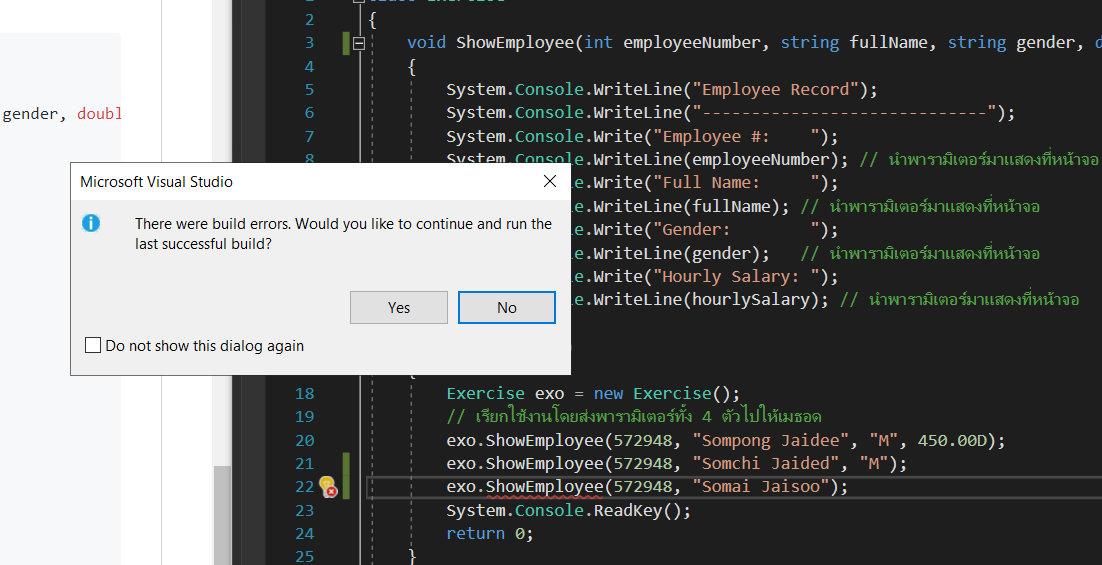 gender, doubl
2 {
3 void ShowEmployee(int employeeNumber, string fullName, string gender, d
4 {
5 System.Console.WriteLine("Employee Record");
6 System.Console.WriteLine("-----------------------------");
7 System.Console.Write("Employee #:    ");
8 System.Console.WriteLine(employeeNumber); // นำพารามิเตอร์มาแสดงที่หน้าจอ
le.Write("Full Name:     ");
le.WriteLine(fullName); // นำพารามิเตอร์มาแสดงที่หน้าจอ
le.Write("Gender:        ");
le.WriteLine(gender);   // นำพารามิเตอร์มาแสดงที่หน้าจอ
le.Write("Hourly Salary: ");
le.WriteLine(hourlySalary); // นำพารามิเตอร์มาแสดงที่หน้าจอ
Microsoft Visual Studio
There were build errors. Would you like to continue and run the
last successful build?
Yes No
Do not show this dialog again
18 Exercise exo = new Exercise();
19 // เรียกใช้งานโดยส่งพารามิเตอร์ทั้ง 4 ตัวไปให้เมธอด
20 exo.ShowEmployee(572948, "Sompong Jaidee", "M", 450.00D);
21 exo.ShowEmployee(572948, "Somchi Jaided", "M");
22 exo.ShowEmployee(572948, "Somai Jaisoo");
23 System.Console.ReadKey();
24 return 0;
25 }